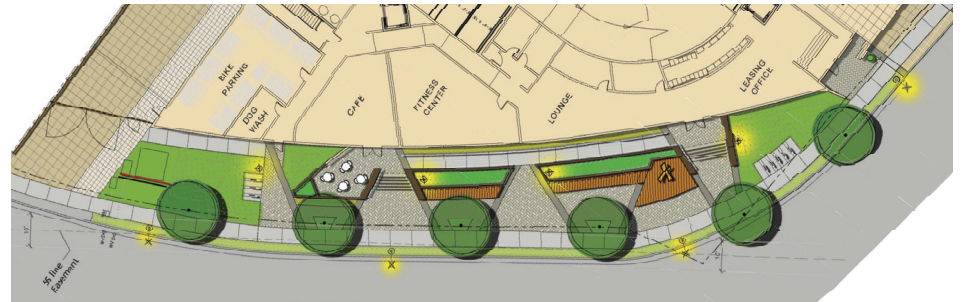 BIKE
PARKING
DOG
WASH
CAFE
FITNESS
CENTER
LOUNGE
LEASING
OFFICE
SS line
Easement